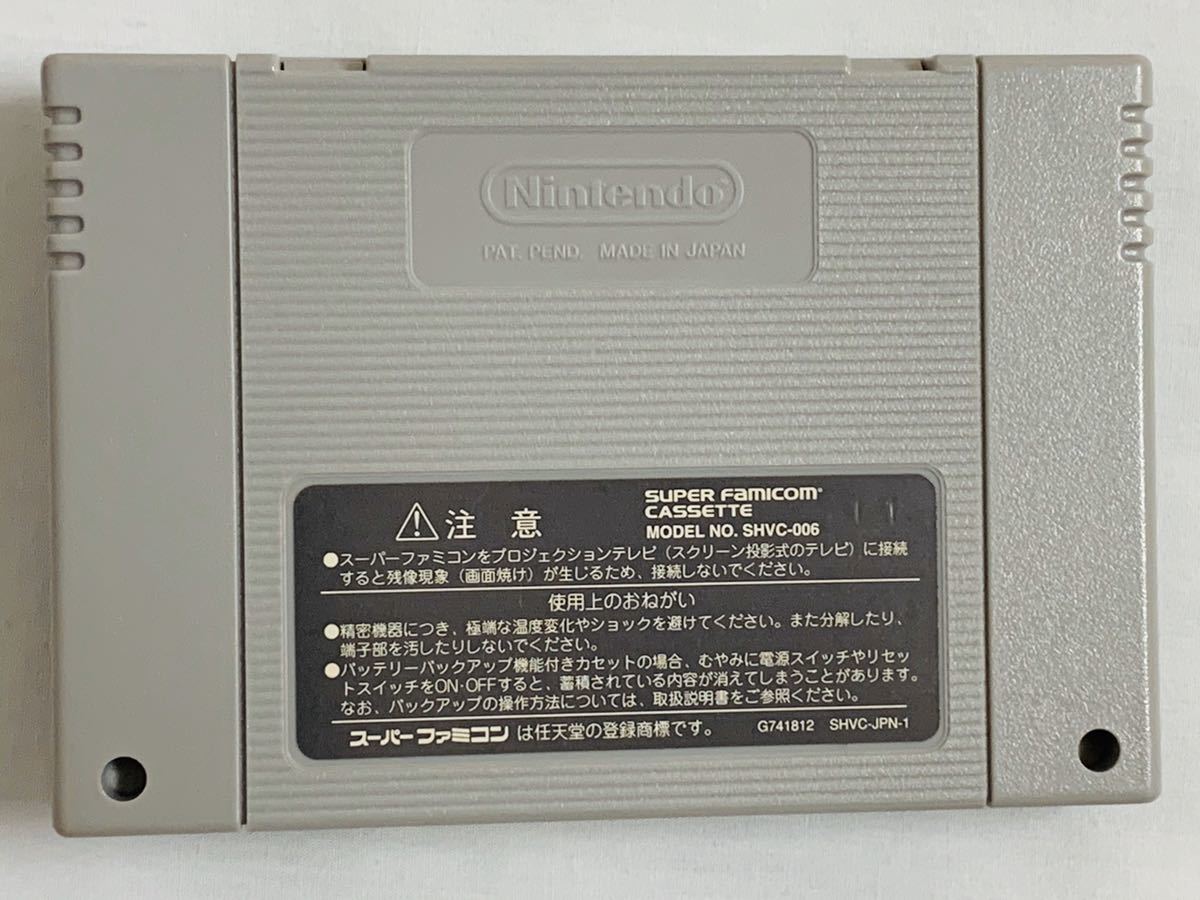 Nintendo
PAT. PEND. MADE IN JAPAN
⚠注 意
SUPER FAMICOM
CASSETTE
MODEL NO. SHVC-006
11
●スーパーファミコンをプロジェクションテレビ（スクリーン投影式のテレビ）に接続
すると残像現象（画面焼け）が生じるため、接続しないでください。
使用上のおねがい
●精密機器につき、極端な温度変化やショックを避けてください。また分解したり、
端子部を汚したりしないでください。
●バッテリーバックアップ機能付きカセットの場合、むやみに電源スイッチやリセッ
トスイッチをON・OFFすると、蓄積されている内容が消えてしまうことがあります。
なお、バックアップの操作方法については、取扱説明書をご参照ください。
スーパーファミコンは任天堂の登録商標です。 G741812 SHVC-JPN-1